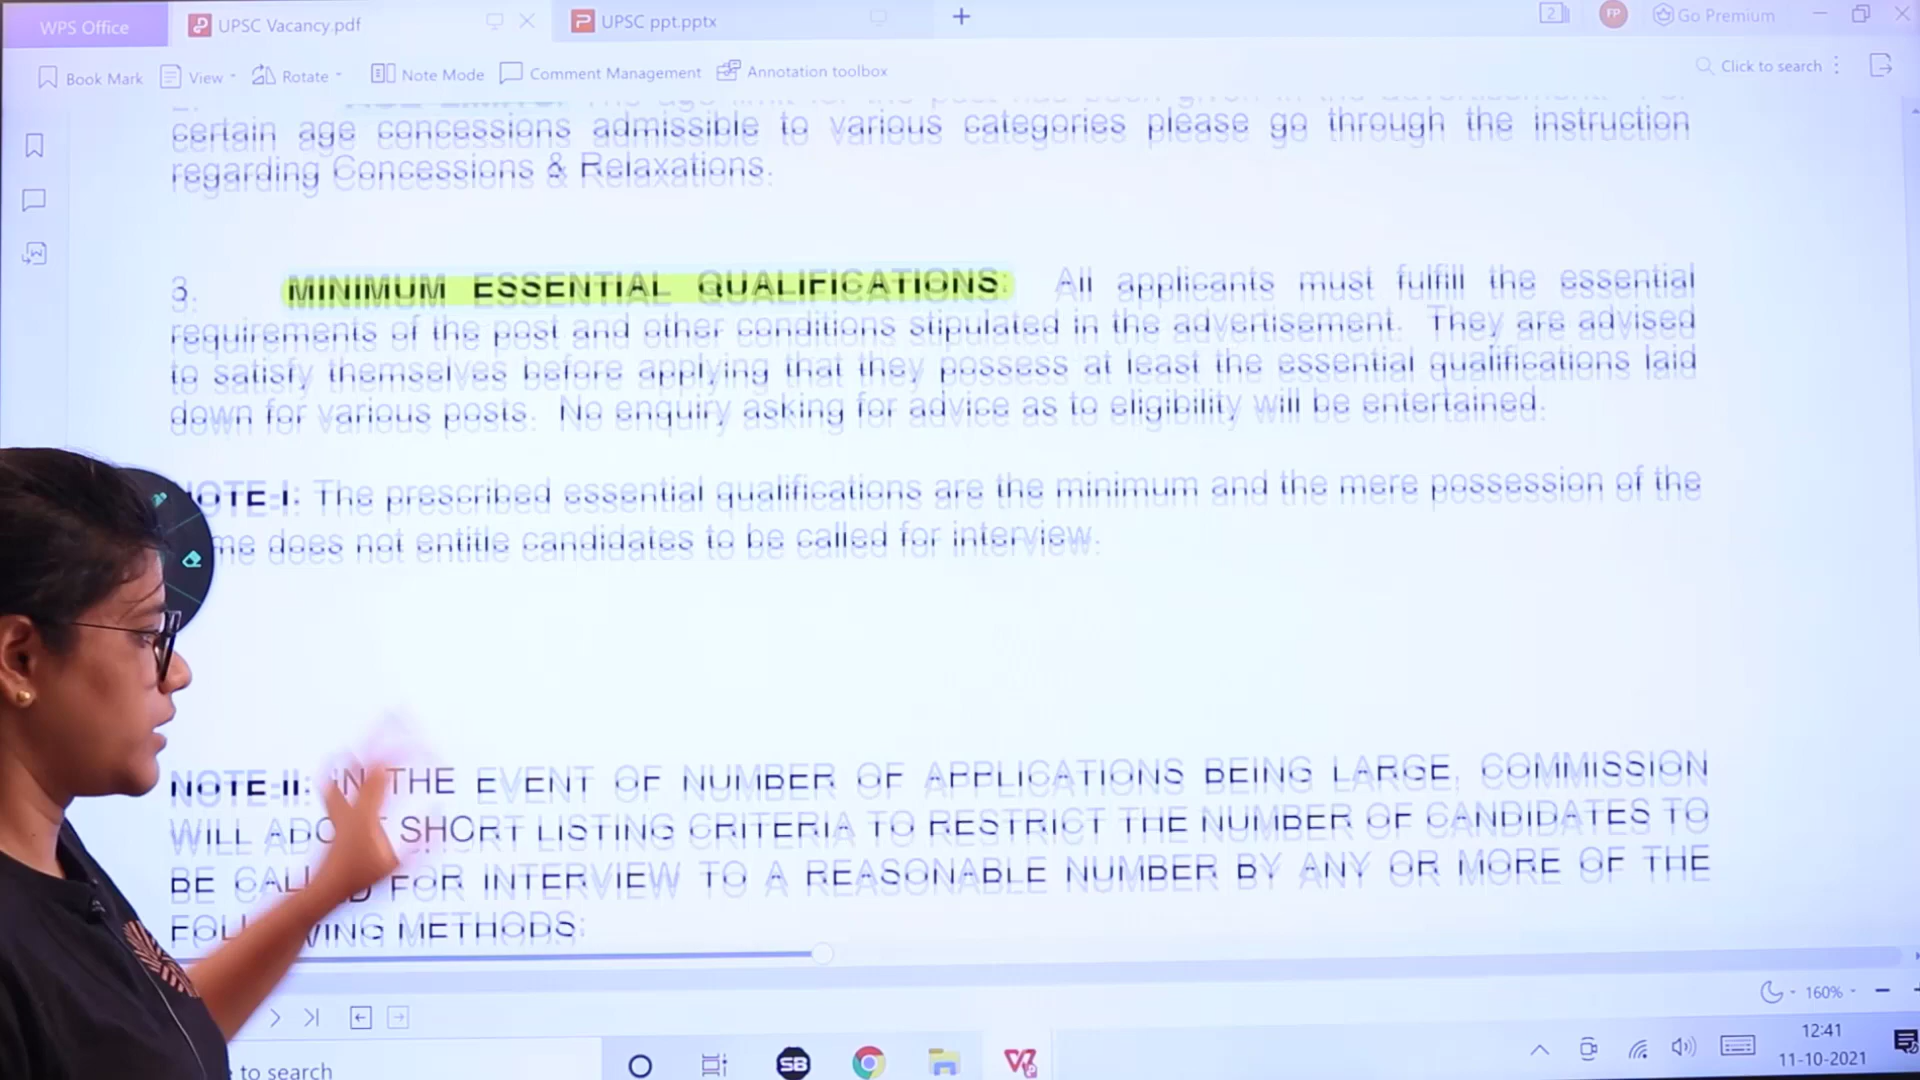 WPS Office
UPSC Vacancy.pdf
UPSC ppt.pptx
2
FP
Go Premium
Book Mark
View
Rotate
Note Mode
Comment Management
Annotation toolbox
Click to search
certain age concessions admissible to various categories please go through the instruction
regarding Concessions & Relaxations.
3. MINIMUM ESSENTIAL QUALIFICATIONS: All applicants must fulfill the essential
requirements of the post and other conditions stipulated in the advertisement. They are advised
to satisfy themselves before applying that they possess at least the essential qualifications laid
down for various posts. No enquiry asking for advice as to eligibility will be entertained.
OTE-I: The prescribed essential qualifications are the minimum and the mere possession of the
me does not entitle candidates to be called for interview.
NOTE-II: IN THE EVENT OF NUMBER OF APPLICATIONS BEING LARGE, COMMISSION
WILL SHORT LISTING CRITERIA TO RESTRICT THE NUMBER OF CANDIDATES TO
BE FOR INTERVIEW TO A REASONABLE NUMBER BY ANY OR MORE OF THE
METHODS:
160%
to search
SB
12:41
11-10-2021